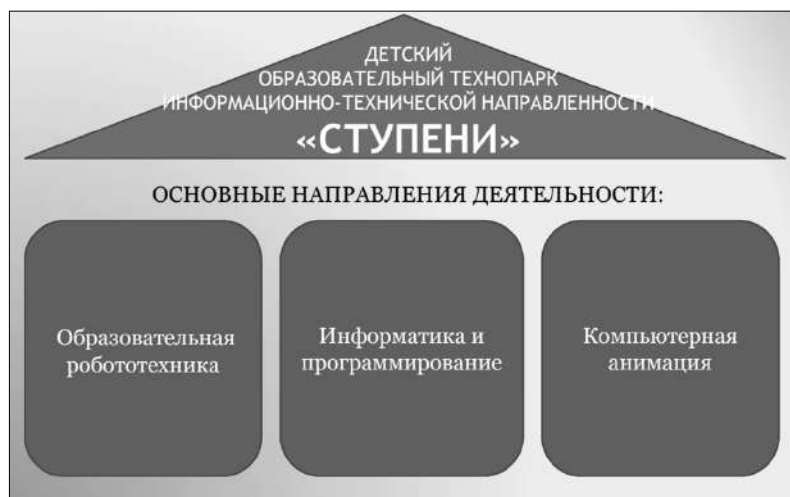 ДЕТСКИЙ
ОБРАЗОВАТЕЛЬНЫЙ ТЕХНОПАРК
ИНФОРМАЦИОННО-ТЕХНИЧЕСКОЙ НАПРАВЛЕННОСТИ
«СТУПЕНИ»
ОСНОВНЫЕ НАПРАВЛЕНИЯ ДЕЯТЕЛЬНОСТИ:
Образовательная
робототехника
Информатика и
программирование
Компьютерная
анимация